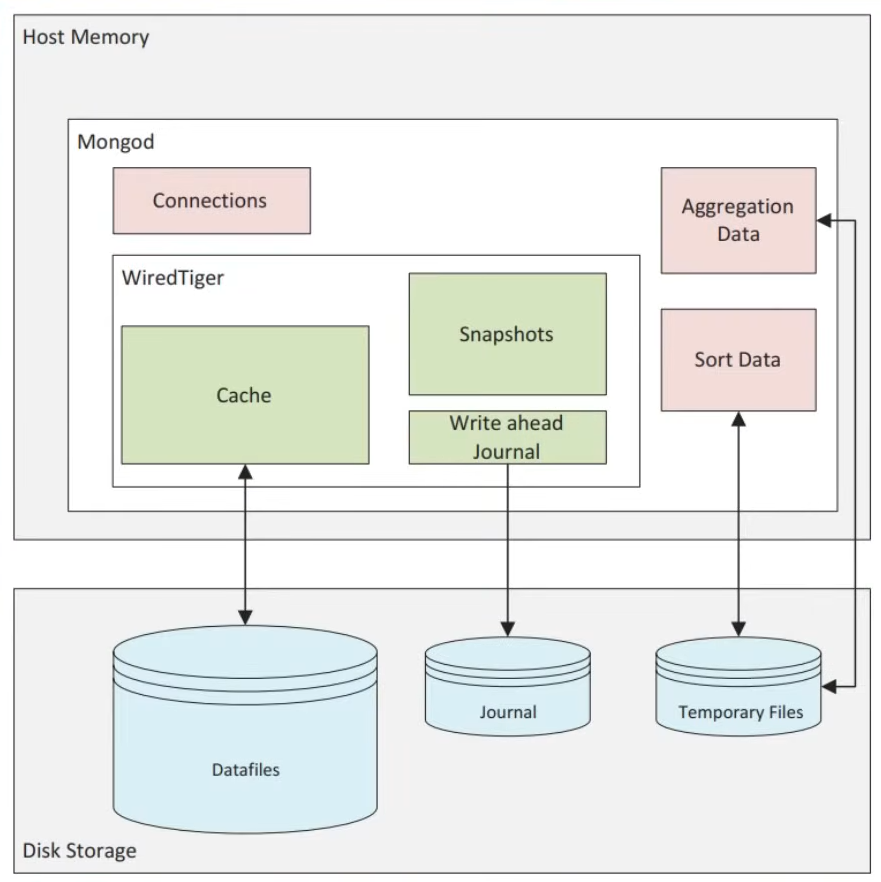 Host Memory
Mongod
Connections
Aggregation
Data
WiredTiger
Snapshots
Cache
Sort Data
Write ahead
Journal
Datafiles
Journal
Temporary Files
Disk Storage